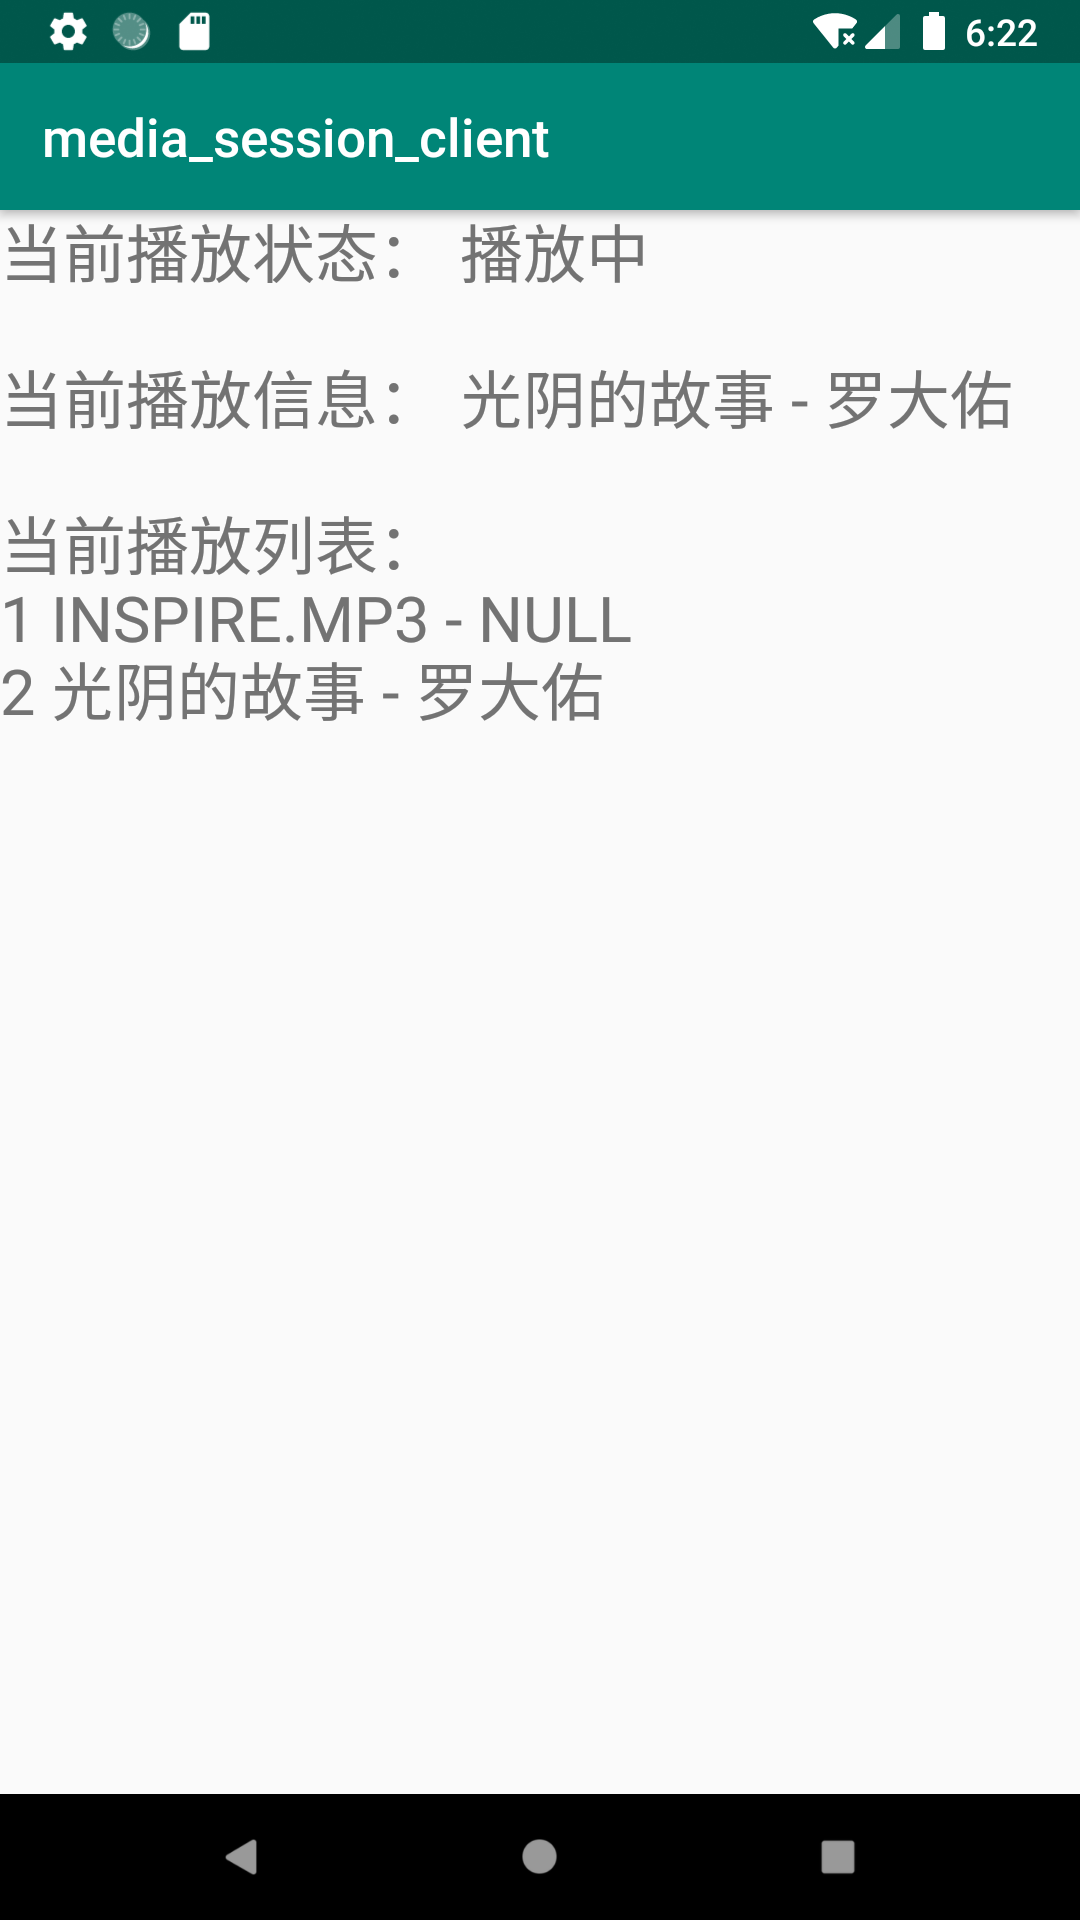 6:22
media_session_client
当前播放状态： 播放中
当前播放信息： 光阴的故事 - 罗大佑
当前播放列表：
1 INSPIRE.MP3 - NULL
2 光阴的故事 - 罗大佑